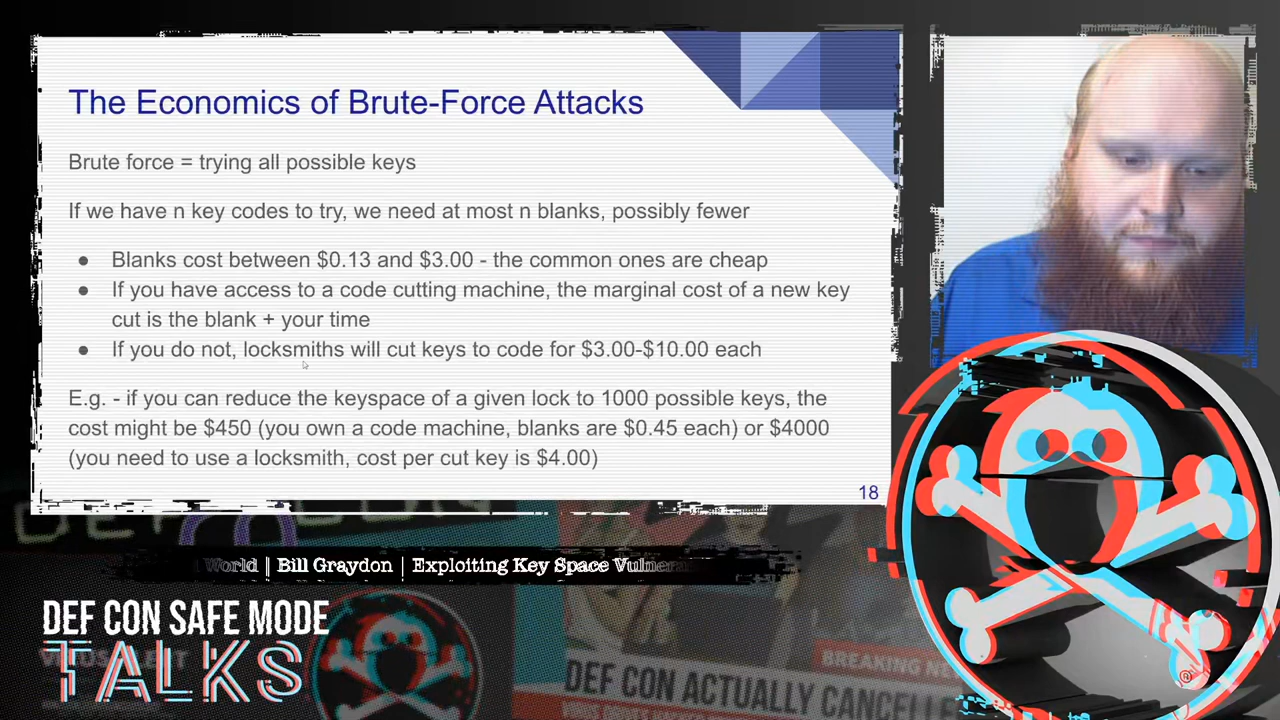 The Economics of Brute-Force Attacks
Brute force = trying all possible keys
If we have n key codes to try, we need at most n blanks, possibly fewer
● Blanks cost between $0.13 and $3.00 - the common ones are cheap
● If you have access to a code cutting machine, the marginal cost of a new key
cut is the blank + your time
● If you do not, locksmiths will cut keys to code for $3.00-$10.00 each
E.g. - if you can reduce the keyspace of a given lock to 1000 possible keys, the
cost might be $450 (you own a code machine, blanks are $0.45 each) or $4000
(you need to use a locksmith, cost per cut key is $4.00)
18
World | Bill Graydon | Exploiting Key Space
DEF CON SAFE MODE
TALKS
DEF CON
BREAKING
DEF CON ACTUALLY
®